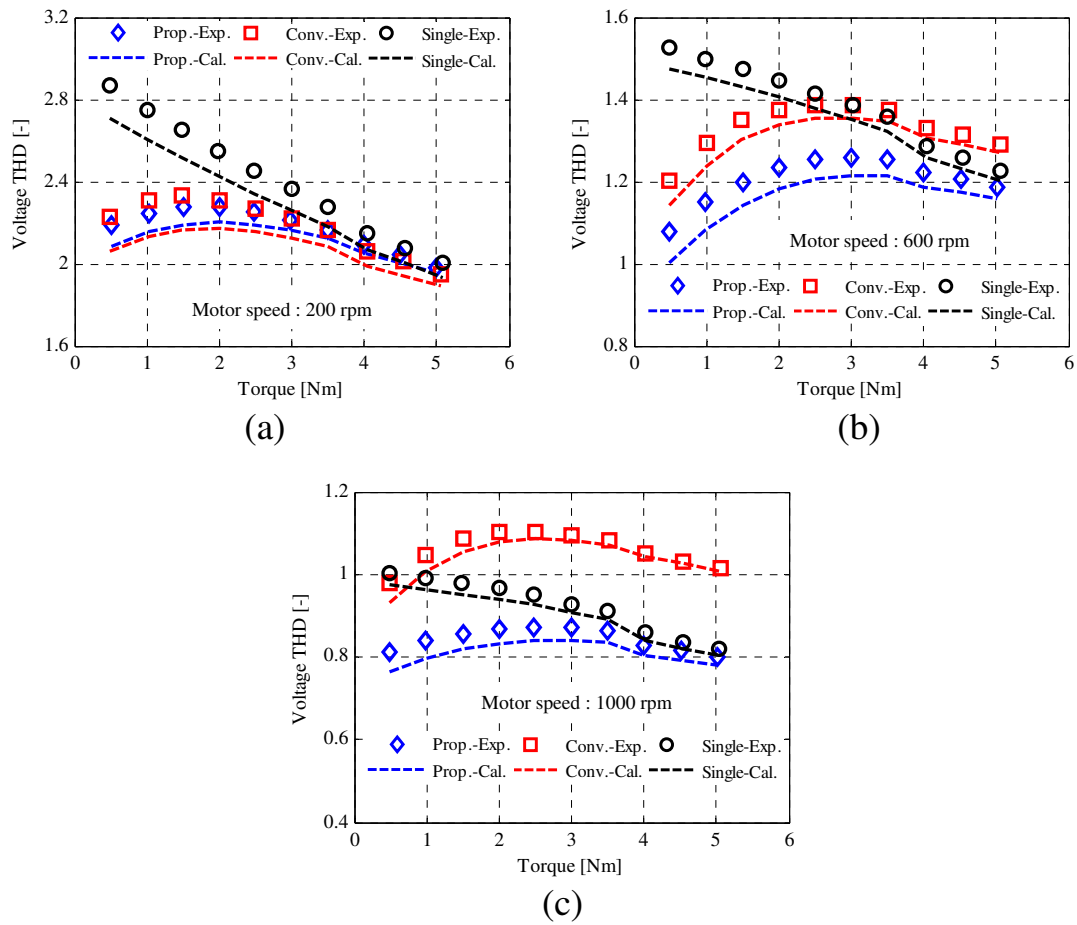 3.2
2.8
2.4
2
1.6
Voltage THD [-]
Prop.-Exp. Conv.-Exp. Single-Exp.
Prop.-Cal. Conv.-Cal. Single-Cal.
Motor speed : 200 rpm
0 1 2 3 4 5 6
Torque [Nm]
(a)
1.6
1.4
1.2
1
0.8
Voltage THD [-]
Motor speed : 600 rpm
Prop.-Exp. Conv.-Exp. Single-Exp.
Prop.-Cal. Conv.-Cal. Single-Cal.
0 1 2 3 4 5 6
Torque [Nm]
(b)
1.2
1
0.8
0.6
0.4
Voltage THD [-]
Motor speed : 1000 rpm
Prop.-Exp. Conv.-Exp. Single-Exp.
Prop.-Cal. Conv.-Cal. Single-Cal.
0 1 2 3 4 5 6
Torque [Nm]
(c)